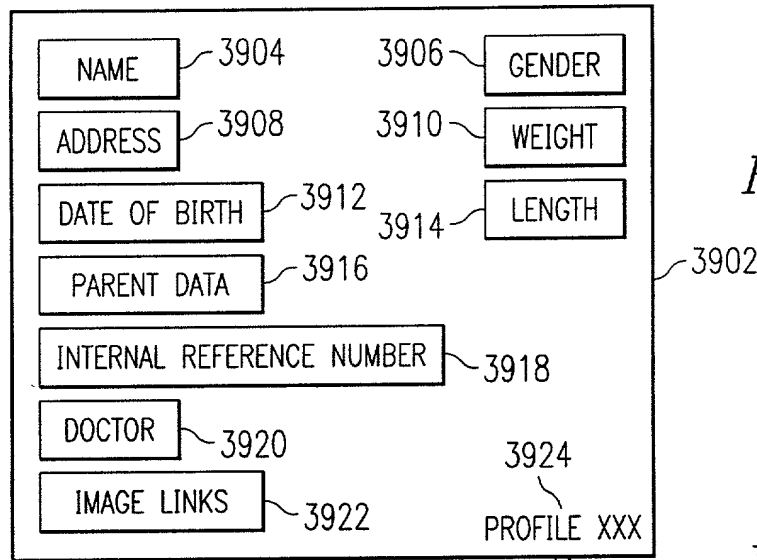 NAME 3904 3906 GENDER
ADDRESS 3908 3910 WEIGHT
DATE OF BIRTH 3912 3914 LENGTH
PARENT DATA 3916 3902
INTERNAL REFERENCE NUMBER 3918
DOCTOR 3920 3924
IMAGE LINKS 3922 PROFILE XXX